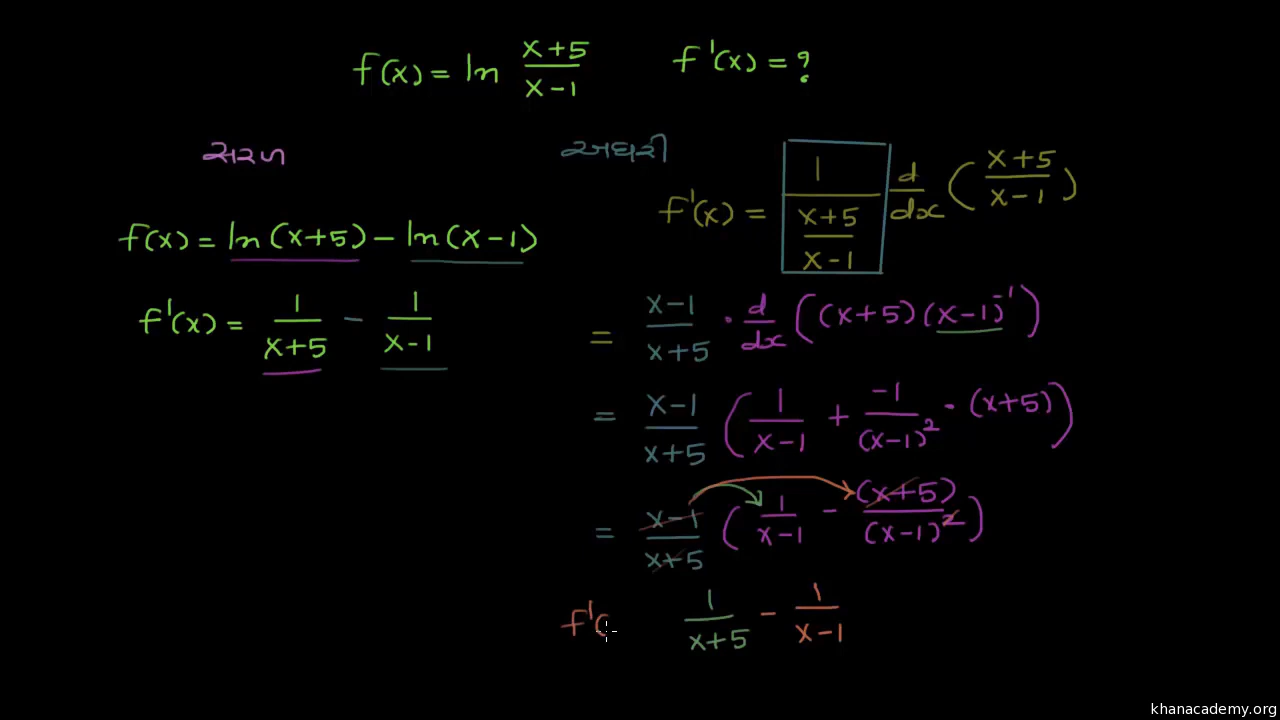 f(x) = ln (x+5)/(x-1)    f'(x) = ?
સરળ
f(x) = ln(x+5) - ln(x-1)
f'(x) = 1/(x+5) - 1/(x-1)
અઘરી
f'(x) = 1/((x+5)/(x-1)) d/dx ((x+5)/(x-1))
= (x-1)/(x+5) · d/dx ((x+5)(x-1)^-1)
= (x-1)/(x+5) (1/(x-1) + -1/(x-1)^2 · (x+5))
= (x-1)/(x+5) (1/(x-1) - (x+5)/(x-1)^2)
f'( 1/(x+5) - 1/(x-1)
khanacademy.org